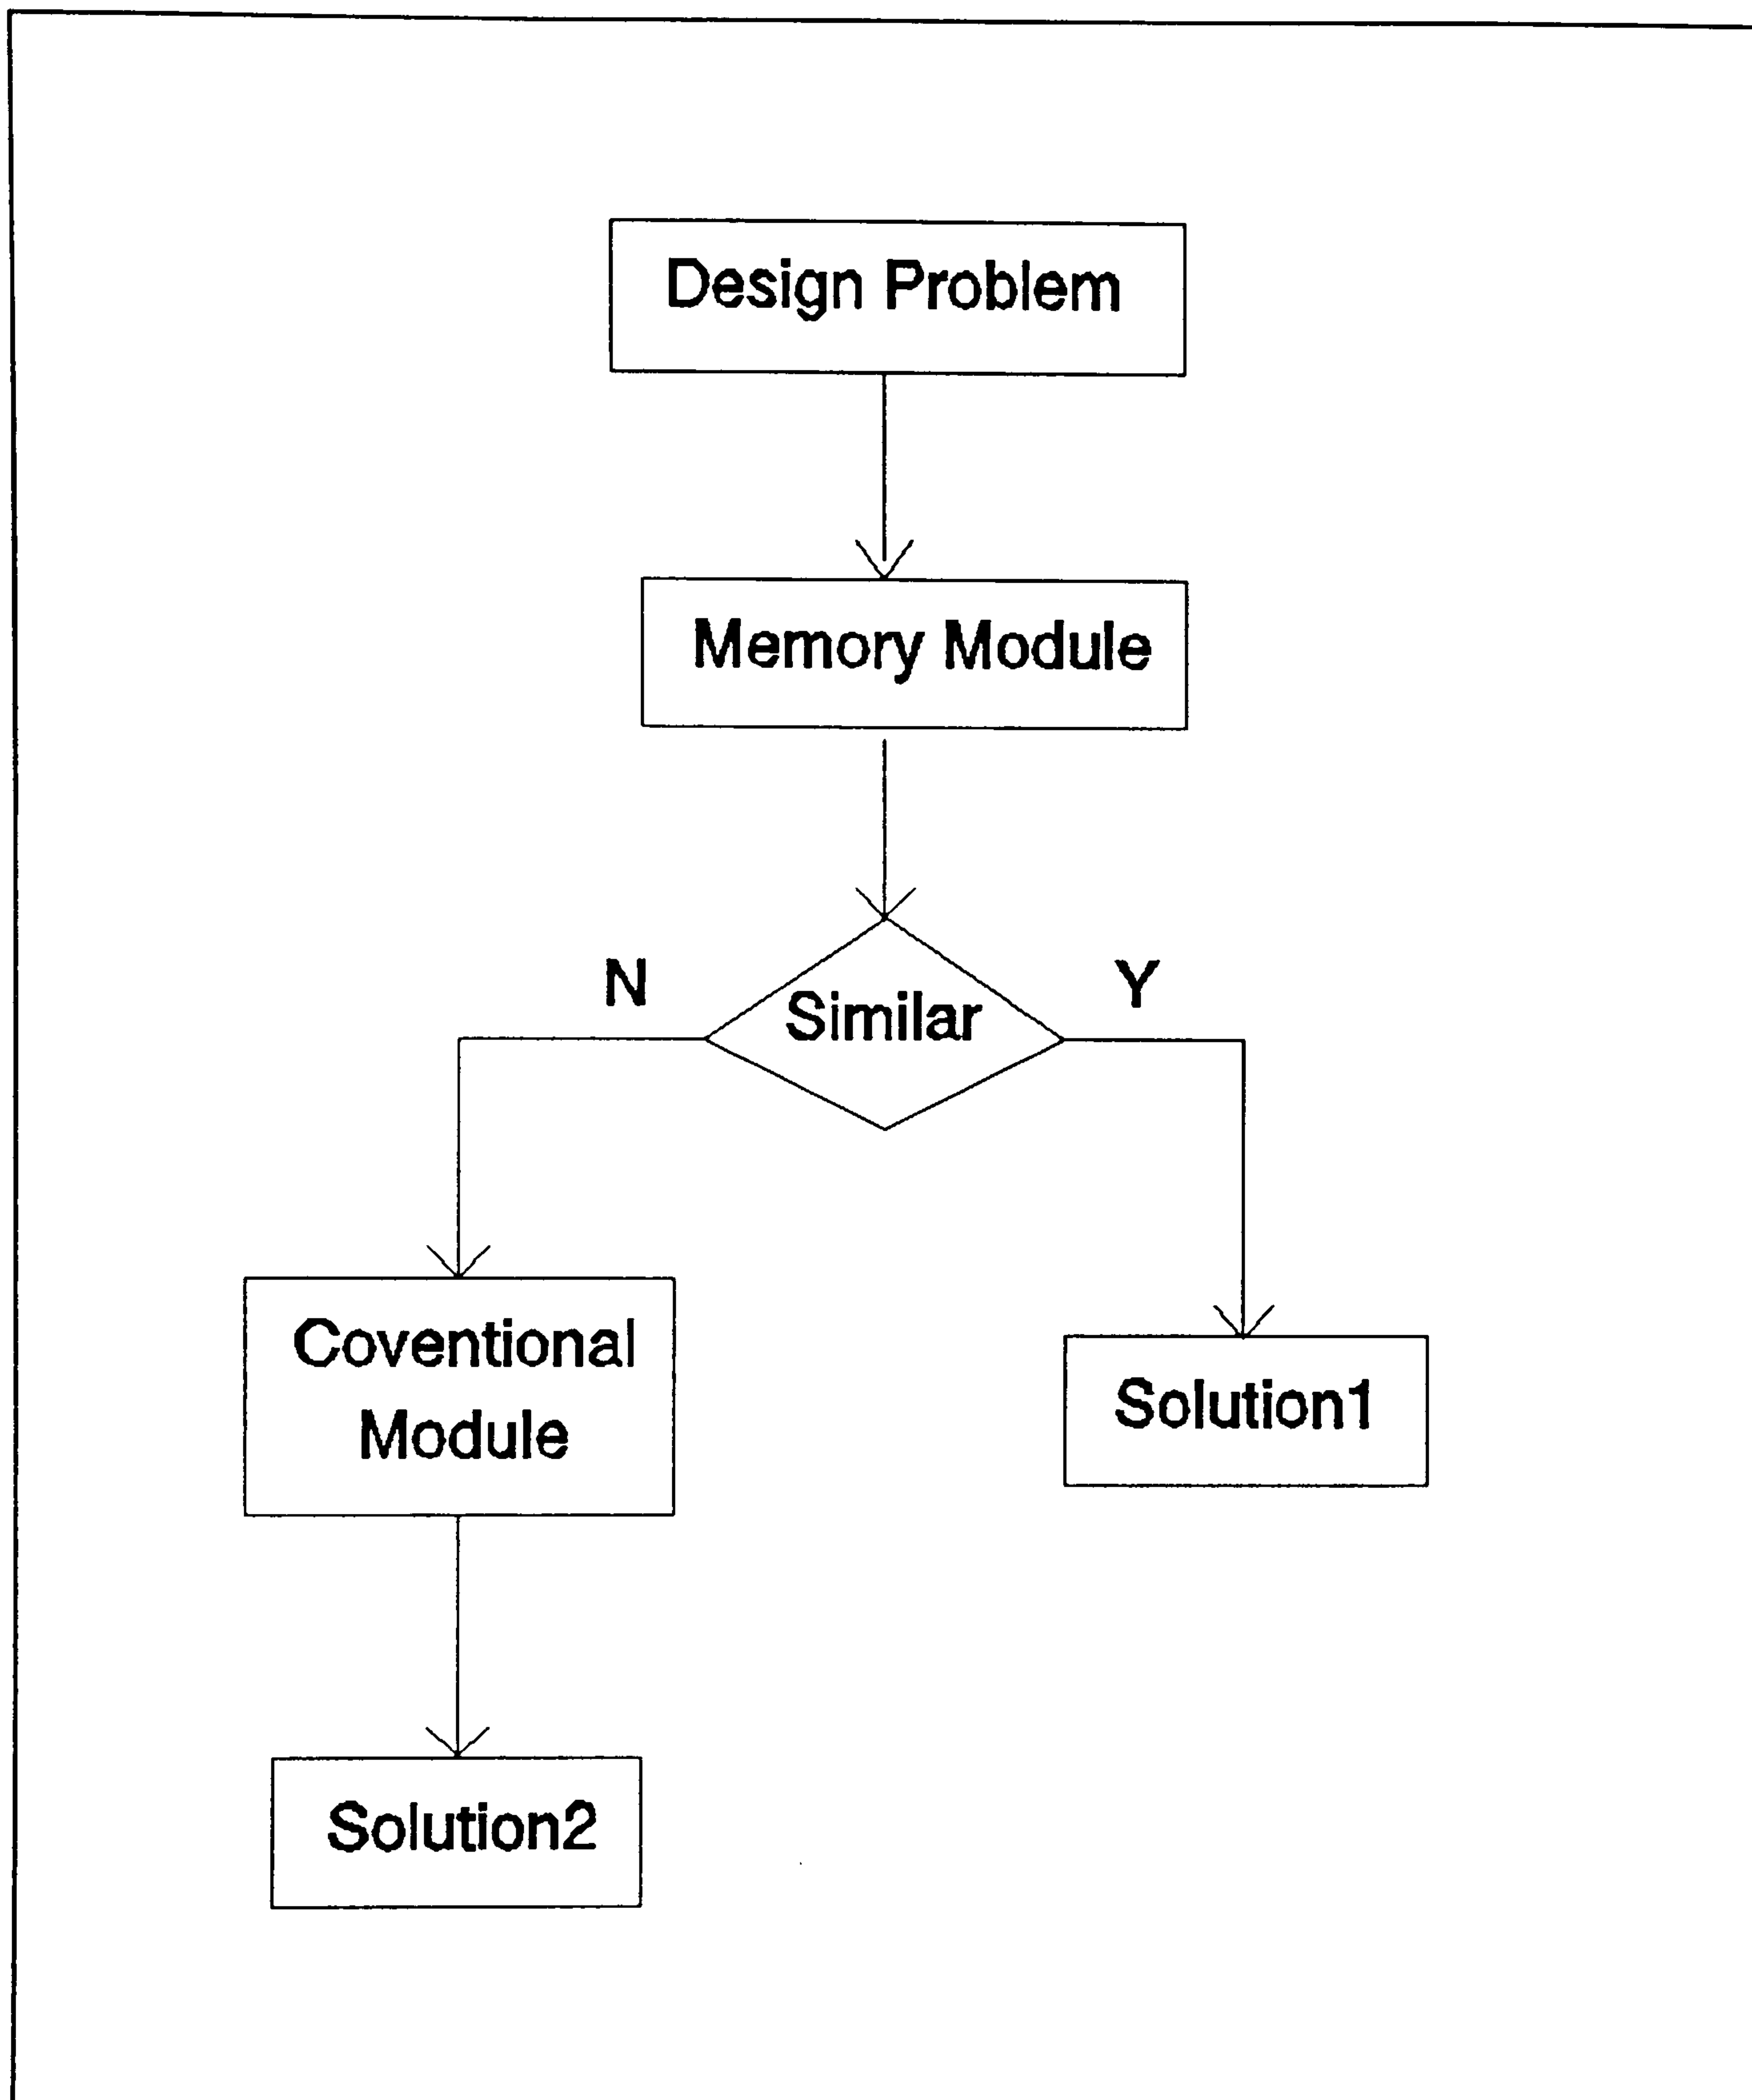 Design Problem
Memory Module
N
Similar
Y
Coventional
Module
Solution1
Solution2